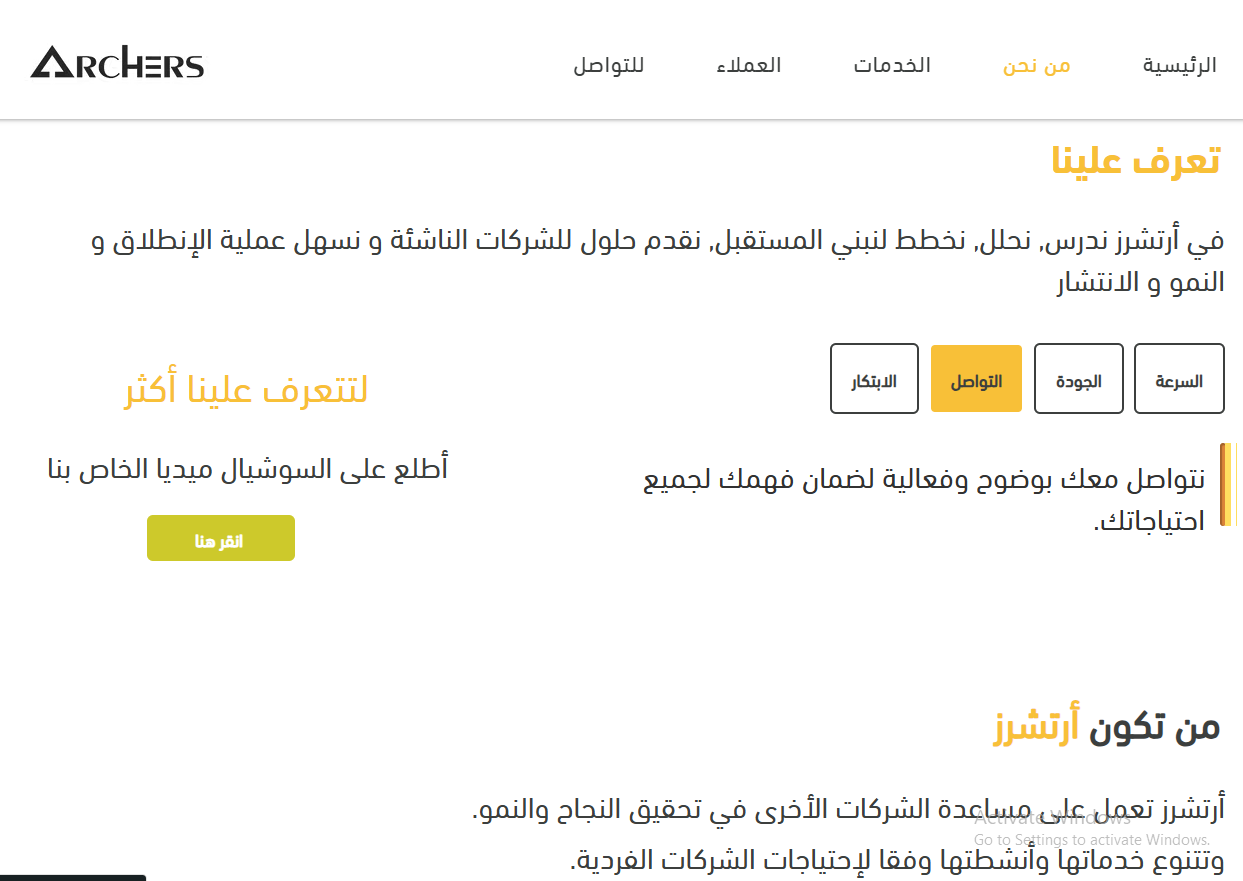 ARCHERS
الرئيسية
من نحن
الخدمات
العملاء
للتواصل
تعرف علينا
في أرتشرز ندرس, نحلل, نخطط لنبني المستقبل, نقدم حلول للشركات الناشئة و نسهل عملية الإنطلاق و
النمو و الانتشار
السرعة
الجودة
التواصل
الابتكار
نتواصل معك بوضوح وفعالية لضمان فهمك لجميع
احتياجاتك.
لتتعرف علينا أكثر
أطلع على السوشيال ميديا الخاص بنا
انقر هنا
من تكون أرتشرز
أرتشرز تعمل على مساعدة الشركات الأخرى في تحقيق النجاح والنمو.
وتتنوع خدماتها وأنشطتها وفقا لإحتياجات الشركات الفردية.
Activate Windows
Go to Settings to activate Windows.